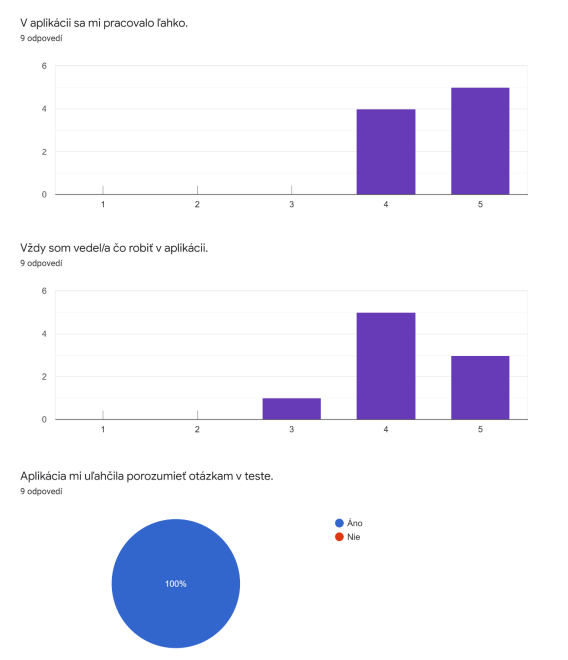 V aplikácii sa mi pracovalo ľahko.
9 odpovedí
6
4
2
0
1 2 3 4 5
Vždy som vedel/a čo robiť v aplikácii.
9 odpovedí
6
4
2
0
1 2 3 4 5
Aplikácia mi uľahčila porozumieť otázkam v teste.
9 odpovedí
Áno
Nie
100%